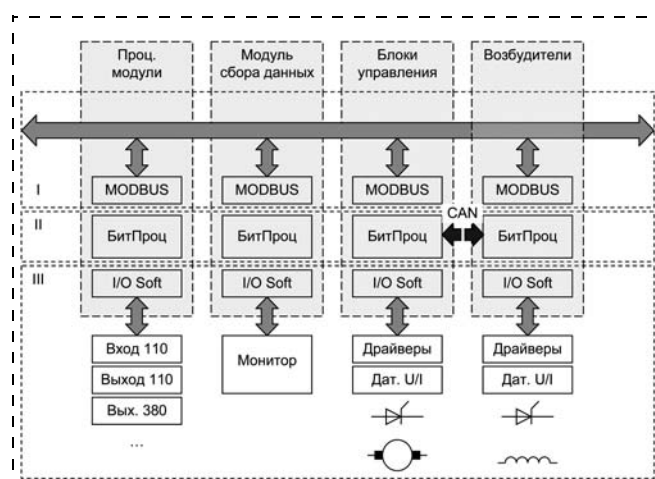 Проц.
модули
Модуль
сбора данных
Блоки
управления
Возбудители
I
MODBUS
MODBUS
MODBUS
MODBUS
II
CAN
БитПроц
БитПроц
БитПроц
БитПроц
III
I/O Soft
I/O Soft
I/O Soft
I/O Soft
Вход 110
Выход 110
Вых. 380
...
Монитор
Драйверы
Дат. U/I
Драйверы
Дат. U/I